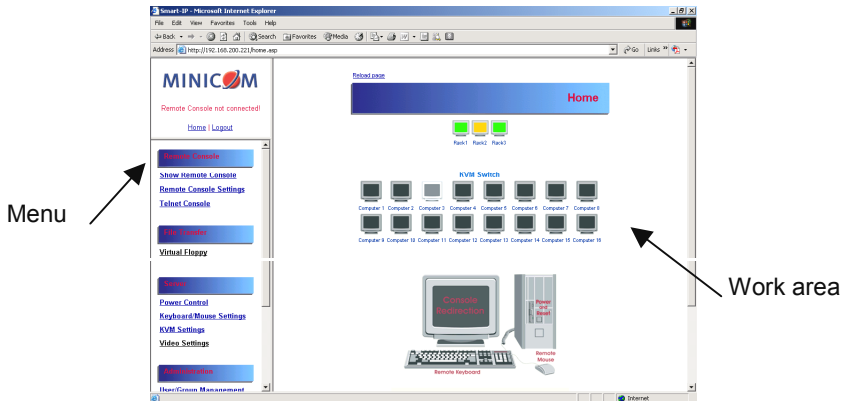 Smart-IP - Microsoft Internet Explorer
File Edit View Favorites Tools Help
Back Search Favorites Media
Address http://192.168.200.221/home.asp Go Links
MINICOM
Remote Console not connected!
Home | Logout
Remote Console
Show Remote Console
Remote Console Settings
Telnet Console
Virtual Floppy
Power Control
Keyboard/Mouse Settings
KVM Settings
Video Settings
Administration
User/Group Management
Menu
Reload page
Home
Rack1 Rack2 Rack3
KVM Switch
Computer 1 Computer 2 Computer 3 Computer 4 Computer 5 Computer 6 Computer 7 Computer 8
Computer 9 Computer 10 Computer 11 Computer 12 Computer 13 Computer 14 Computer 15 Computer 16
Console
Redirection
Power
and
Reset
Remote
Mouse
Remote Keyboard
Work area
Internet